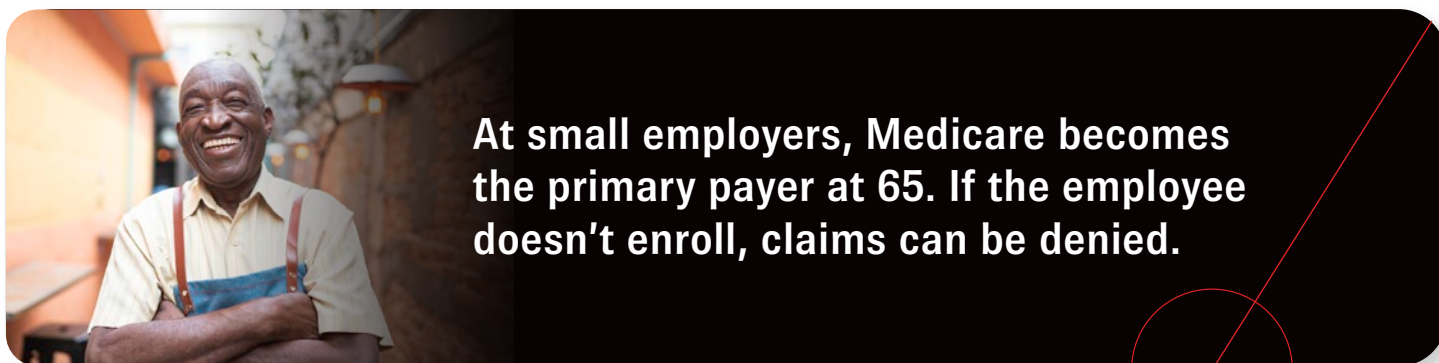 At small employers, Medicare becomes
the primary payer at 65. If the employee
doesn’t enroll, claims can be denied.